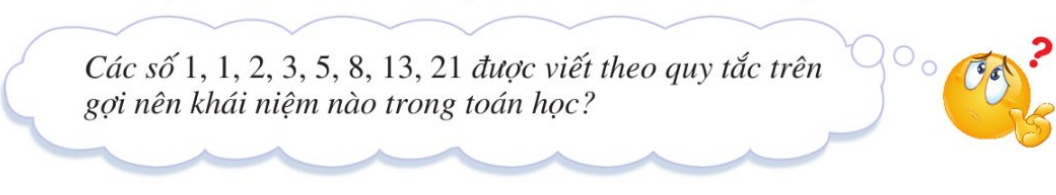 Các số 1, 1, 2, 3, 5, 8, 13, 21 được viết theo quy tắc trên
gợi nên khái niệm nào trong toán học?
?